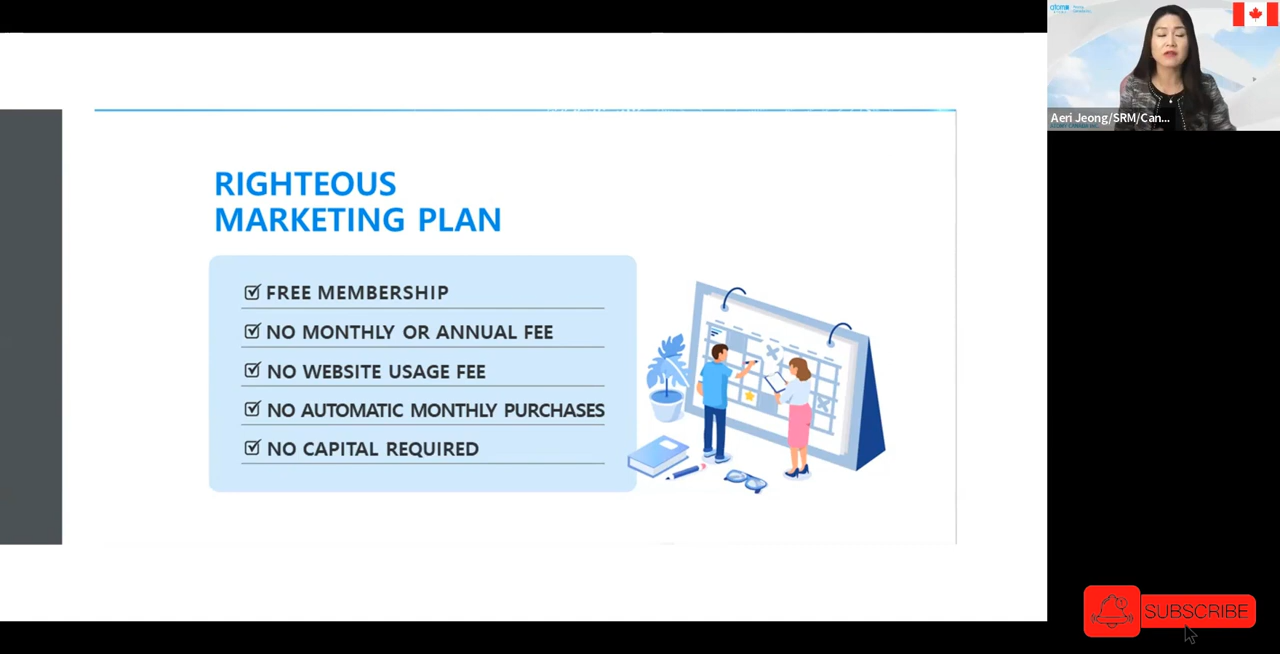 RIGHTEOUS
MARKETING PLAN
FREE MEMBERSHIP
NO MONTHLY OR ANNUAL FEE
NO WEBSITE USAGE FEE
NO AUTOMATIC MONTHLY PURCHASES
NO CAPITAL REQUIRED
Aeri Jeong/SRM/Can...
SUBSCRIBE